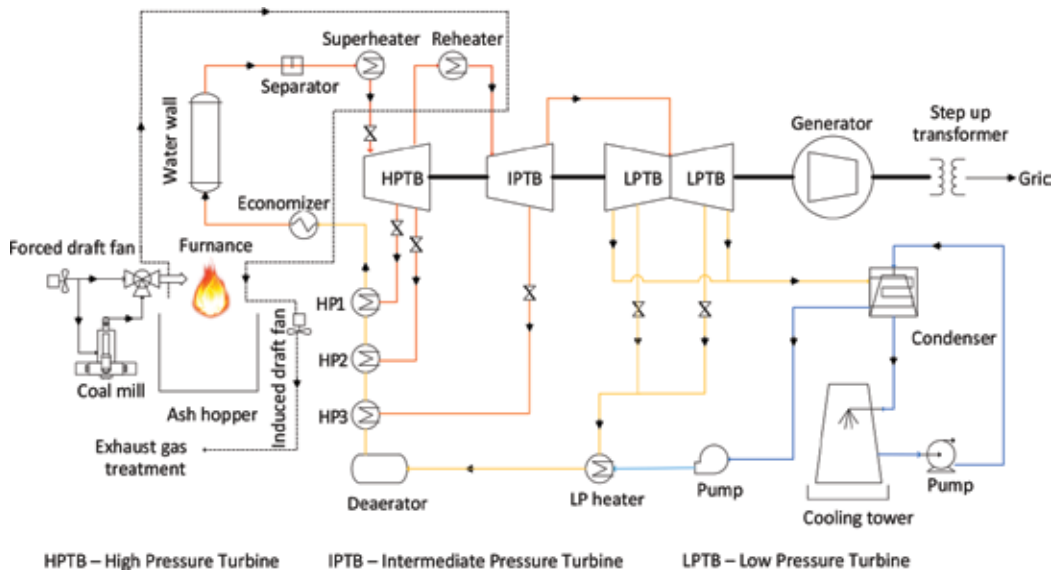 Superheater
Reheater
Separator
Water wall
Economizer
HPTB
IPTB
LPTB
LPTB
Generator
Step up
transformer
Gric
Forced draft fan
Furnance
Coal mill
Ash hopper
Induced draft fan
Exhaust gas
treatment
HP1
HP2
HP3
Deaerator
LP heater
Pump
Condenser
Cooling tower
Pump
HPTB – High Pressure Turbine
IPTB – Intermediate Pressure Turbine
LPTB – Low Pressure Turbine